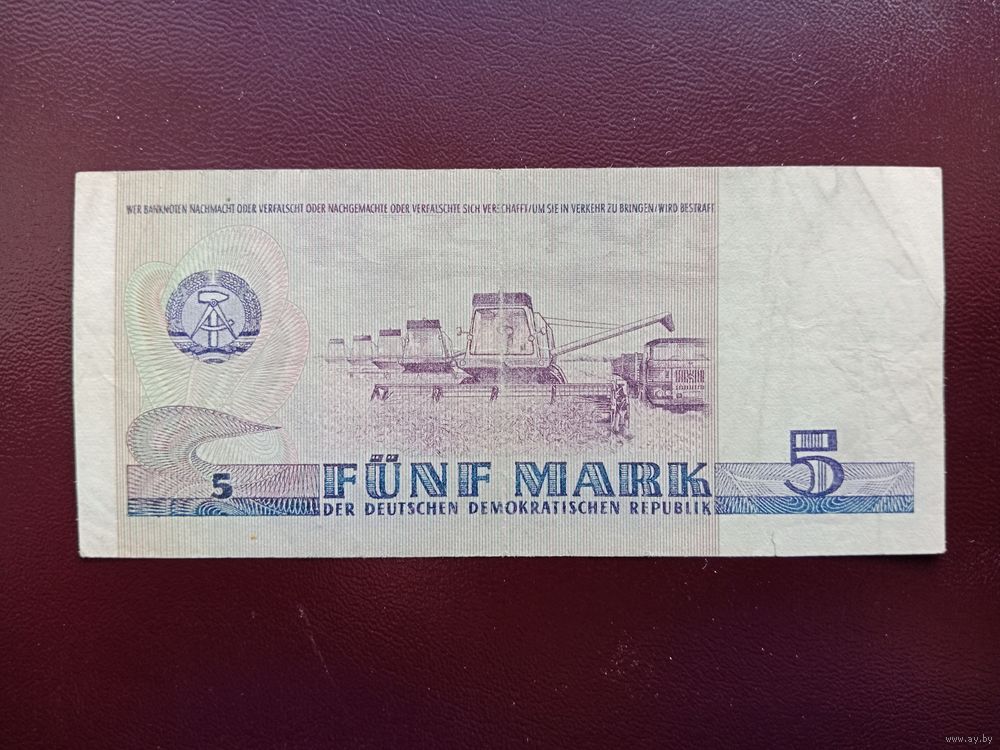 WER BANKNOTEN NACHMACHT ODER VERFÄLSCHT ODER NACHGEMACHTE ODER VERFÄLSCHTE SICH VERSCHAFFT/UM SIE IN VERKEHR ZU BRINGEN/WIRD BESTRAFT
5
5 FÜNF MARK
DER DEUTSCHEN DEMOKRATISCHEN REPUBLIK
www.ay.by